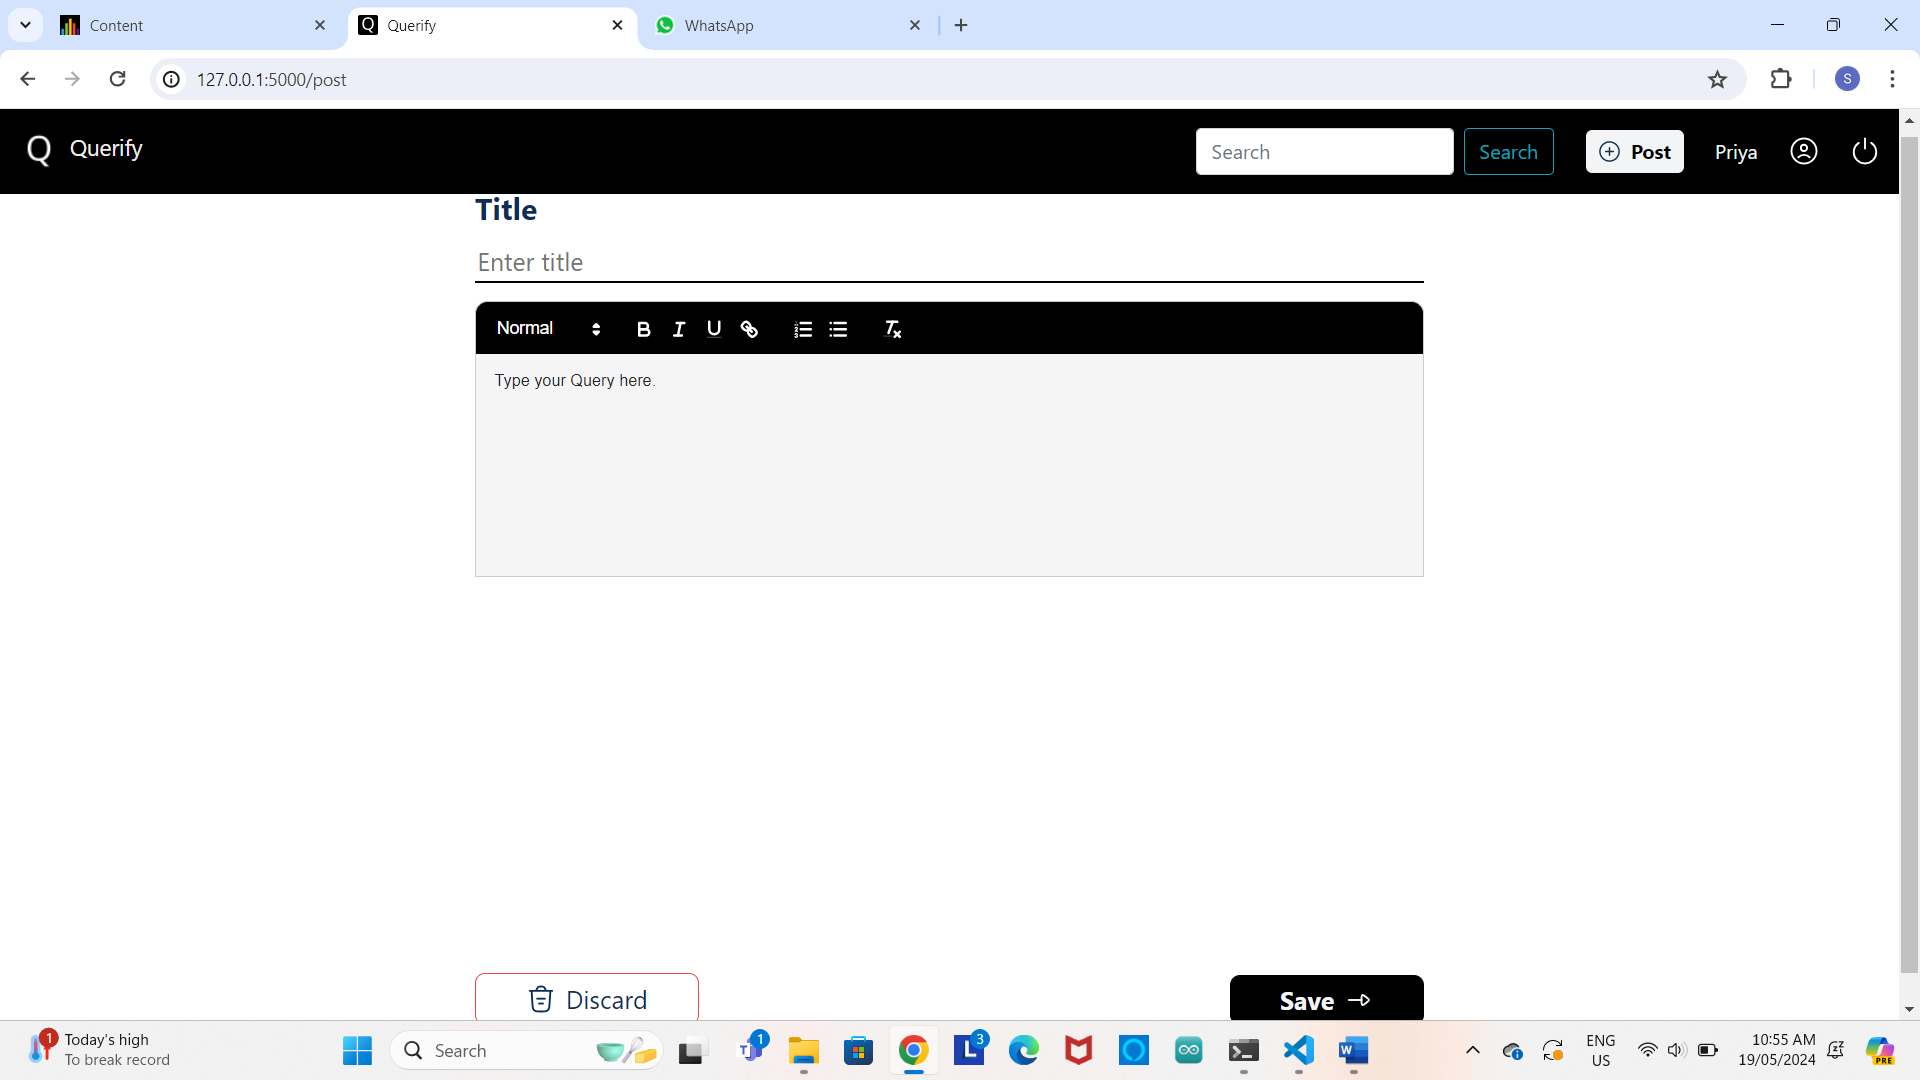 Content
Q Querify
WhatsApp
127.0.0.1:5000/post
S
Q Querify
Search
Search
Post
Priya
Title
Enter title
Normal
B I U
Type your Query here.
Discard
Save
1
Today's high
To break record
Search
1
L 3
W
ENG
US
10:55 AM
19/05/2024
PRE